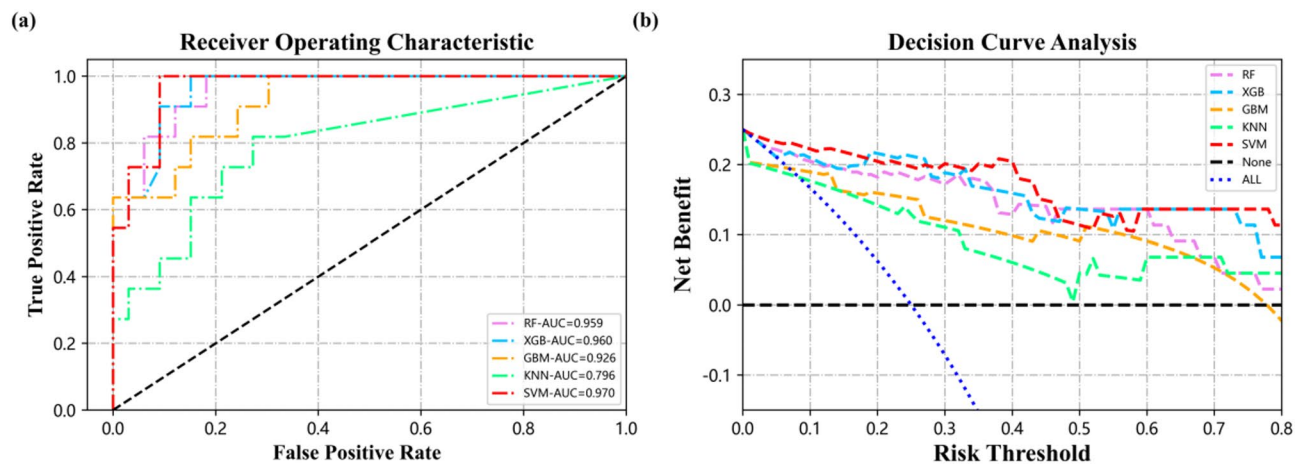 (a)
Receiver Operating Characteristic
1.0
0.8
0.6
0.4
0.2
0.0
True Positive Rate
RF-AUC=0.959
XGB-AUC=0.960
GBM-AUC=0.926
KNN-AUC=0.796
SVM-AUC=0.970
0.0 0.2 0.4 0.6 0.8 1.0
False Positive Rate
(b)
Decision Curve Analysis
0.3
0.2
0.1
0.0
-0.1
Net Benefit
RF
XGB
GBM
KNN
SVM
None
ALL
0.0 0.1 0.2 0.3 0.4 0.5 0.6 0.7 0.8
Risk Threshold